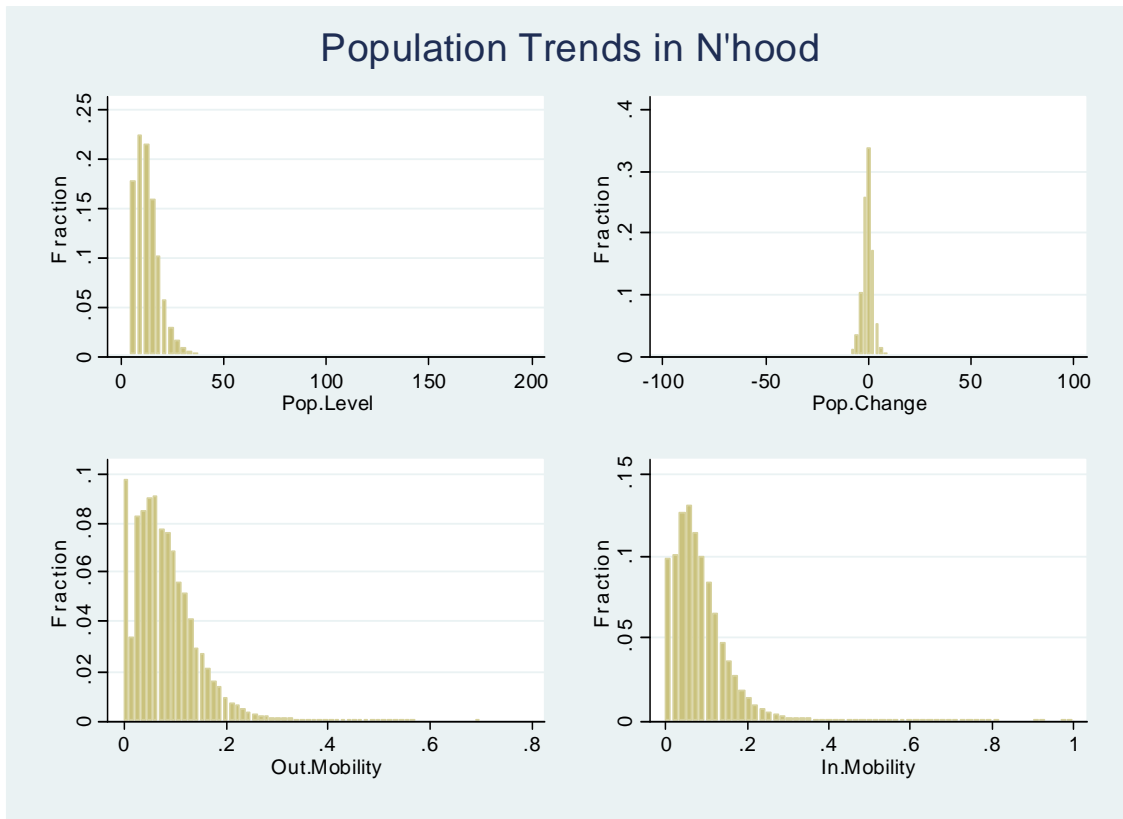 Population Trends in N'hood
Fraction
.25
.2
.15
.1
.05
0
0 50 100 150 200
Pop.Level
Fraction
.4
.3
.2
.1
0
-100 -50 0 50 100
Pop.Change
Fraction
.1
.08
.06
.04
.02
0
0 .2 .4 .6 .8
Out.Mobility
Fraction
.15
.1
.05
0
0 .2 .4 .6 .8 1
In.Mobility